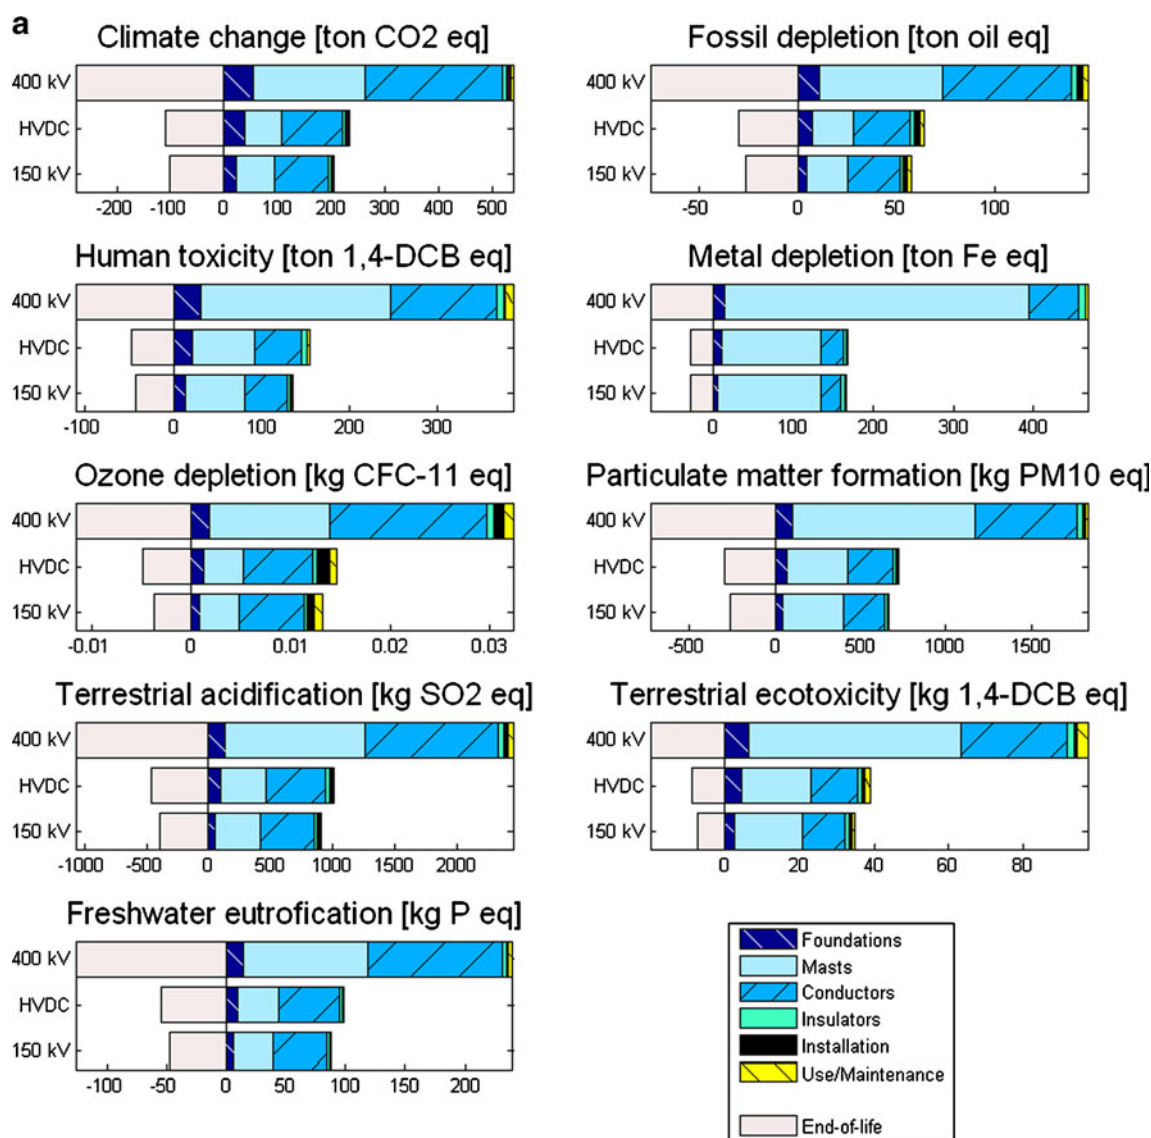 a
Climate change [ton CO2 eq]
400 kV
HVDC
150 kV
-200 -100 0 100 200 300 400 500
Fossil depletion [ton oil eq]
400 kV
HVDC
150 kV
-50 0 50 100
Human toxicity [ton 1,4-DCB eq]
400 kV
HVDC
150 kV
-100 0 100 200 300
Metal depletion [ton Fe eq]
400 kV
HVDC
150 kV
0 100 200 300 400
Ozone depletion [kg CFC-11 eq]
400 kV
HVDC
150 kV
-0.01 0 0.01 0.02 0.03
Particulate matter formation [kg PM10 eq]
400 kV
HVDC
150 kV
-500 0 500 1000 1500
Terrestrial acidification [kg SO2 eq]
400 kV
HVDC
150 kV
-1000 -500 0 500 1000 1500 2000
Terrestrial ecotoxicity [kg 1,4-DCB eq]
400 kV
HVDC
150 kV
0 20 40 60 80
Freshwater eutrofication [kg P eq]
400 kV
HVDC
150 kV
-100 -50 0 50 100 150 200
Foundations
Masts
Conductors
Insulators
Installation
Use/Maintenance
End-of-life